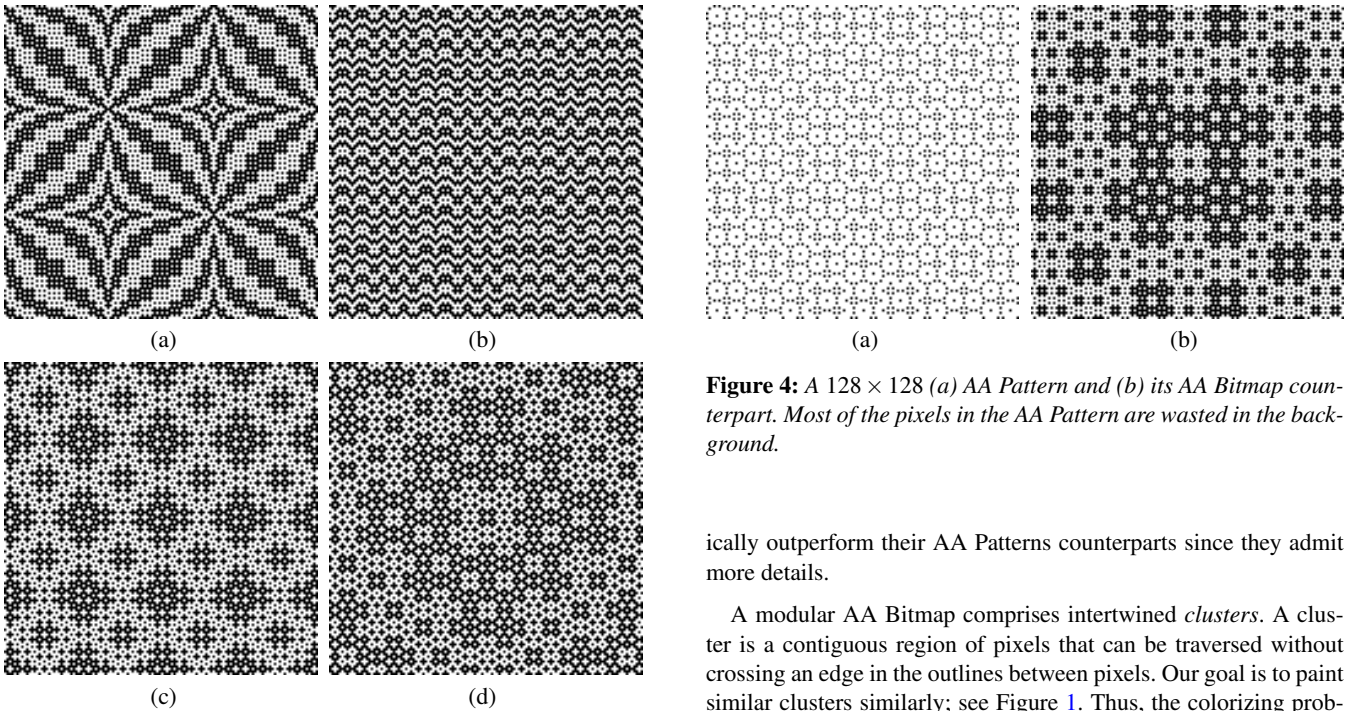 (a)
(b)
(c)
(d)
(a)
(b)
Figure 4: A 128 × 128 (a) AA Pattern and (b) its AA Bitmap coun-
terpart. Most of the pixels in the AA Pattern are wasted in the back-
ground.
ically outperform their AA Patterns counterparts since they admit
more details.
A modular AA Bitmap comprises intertwined clusters. A clus-
ter is a contiguous region of pixels that can be traversed without
crossing an edge in the outlines between pixels. Our goal is to paint
similar clusters similarly; see Figure 1. Thus, the colorizing prob-